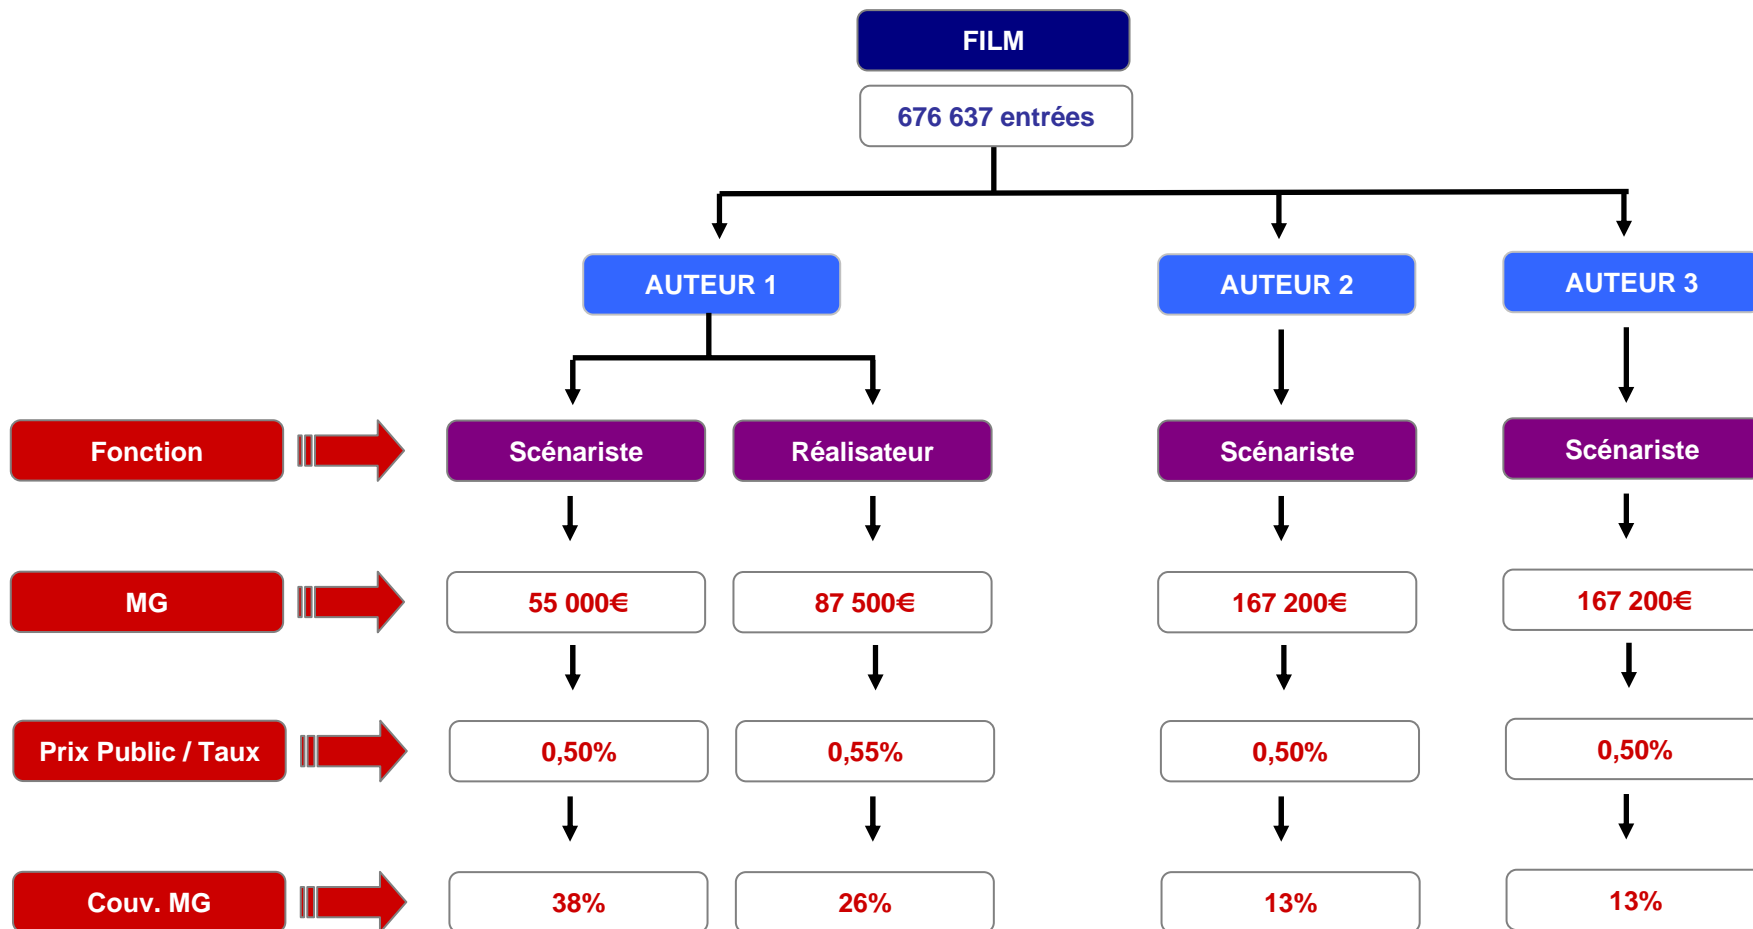 FILM
676 637 entrées
AUTEUR 1
AUTEUR 2
AUTEUR 3
Fonction
Scénariste
Réalisateur
Scénariste
Scénariste
MG
55 000€
87 500€
167 200€
167 200€
Prix Public / Taux
0,50%
0,55%
0,50%
0,50%
Couv. MG
38%
26%
13%
13%